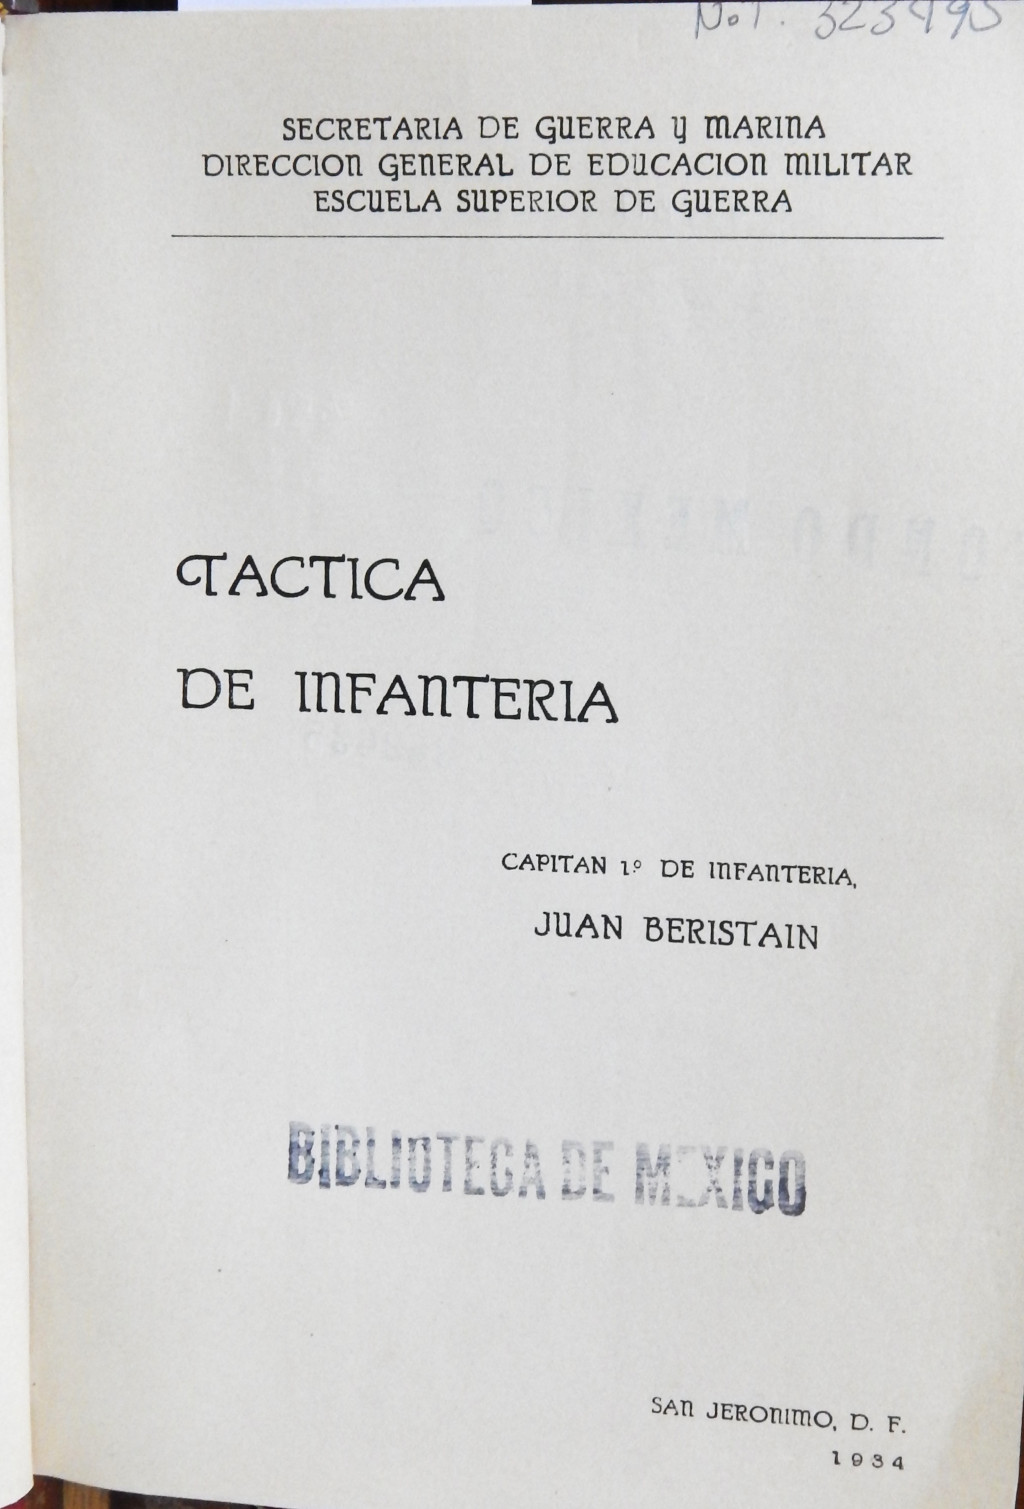 No. 323495
SECRETARIA DE GUERRA Y MARINA
DIRECCION GENERAL DE EDUCACION MILITAR
ESCUELA SUPERIOR DE GUERRA
TACTICA
DE INFANTERIA
CAPITAN 1º DE INFANTERIA,
JUAN BERISTAIN
BIBLIOTECA DE MEXICO
SAN JERONIMO, D. F.
1934